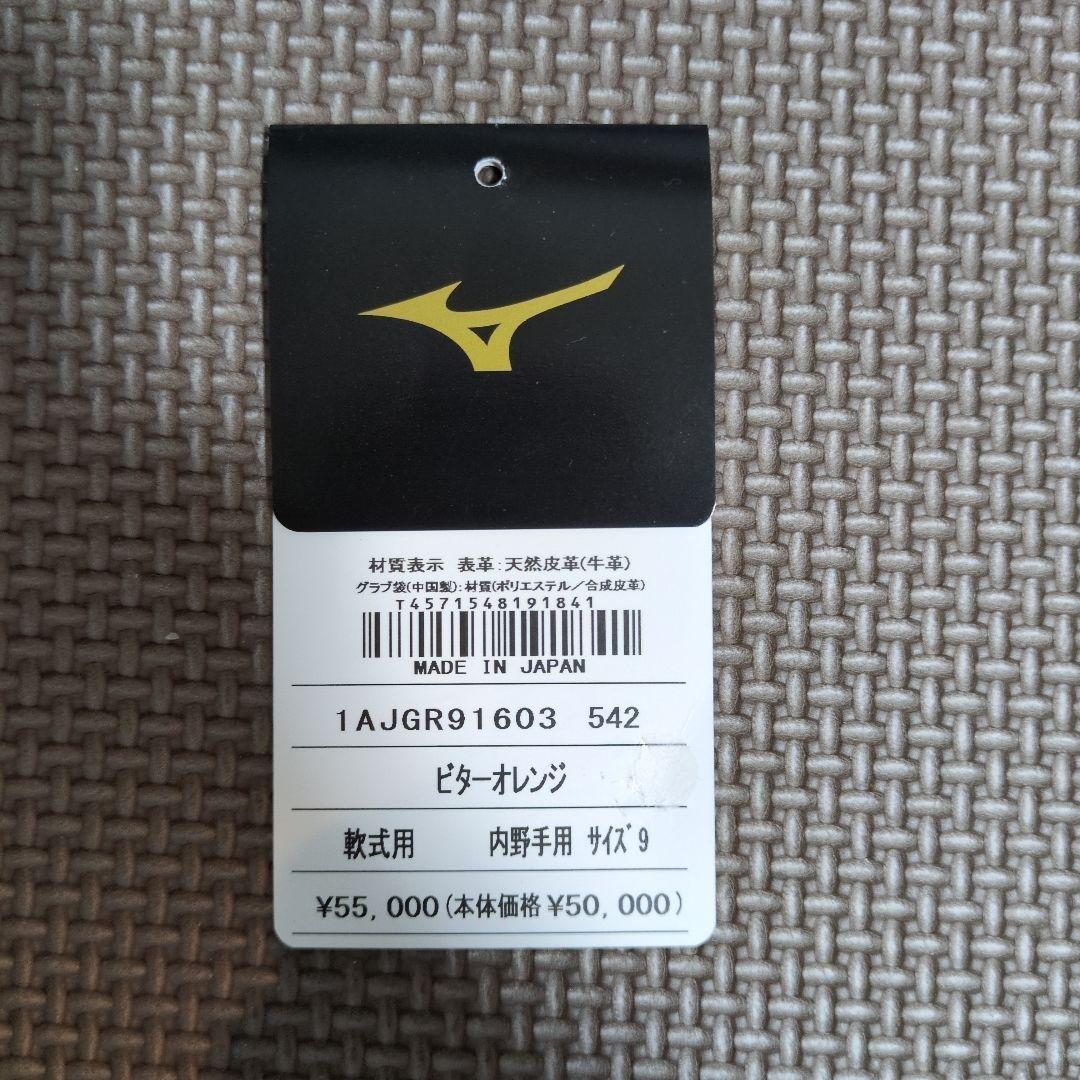 材質表示 表革:天然皮革(牛革)
グラブ袋(中国製):材質(ポリエステル/合成皮革)
T4571548191841
MADE IN JAPAN
1AJGR91603 542
ビターオレンジ
軟式用 内野手用 サイズ9
¥55,000(本体価格¥50,000)